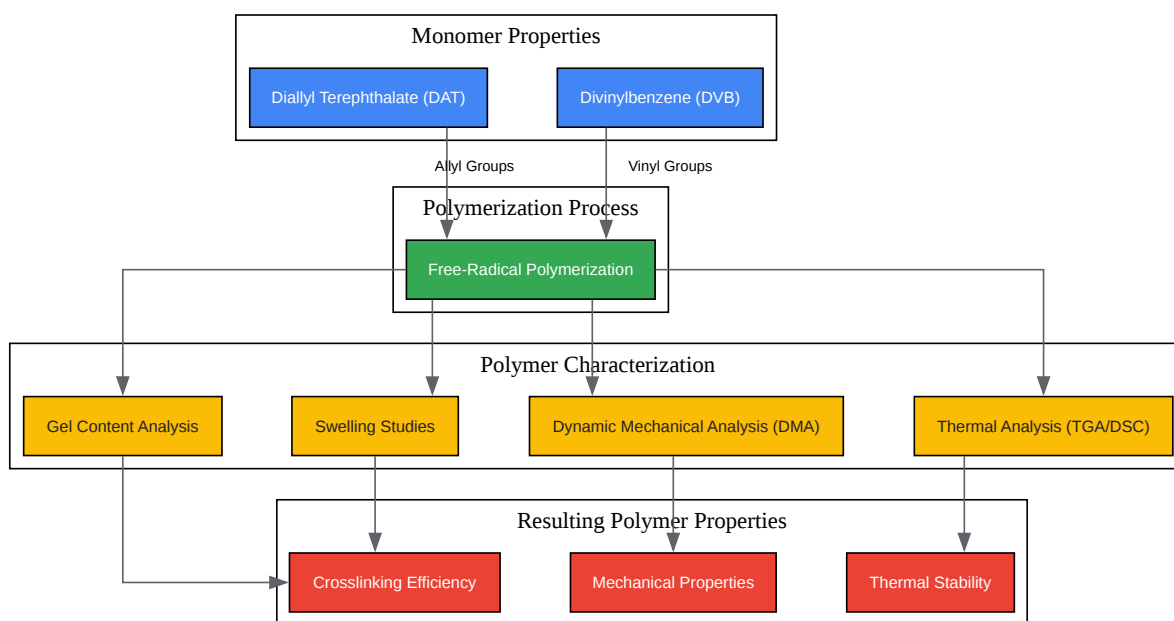 Monomer Properties
Diallyl Terephthalate (DAT)
Divinylbenzene (DVB)
Allyl Groups
Vinyl Groups
Polymerization Process
Free-Radical Polymerization
Polymer Characterization
Gel Content Analysis
Swelling Studies
Dynamic Mechanical Analysis (DMA)
Thermal Analysis (TGA/DSC)
Resulting Polymer Properties
Crosslinking Efficiency
Mechanical Properties
Thermal Stability